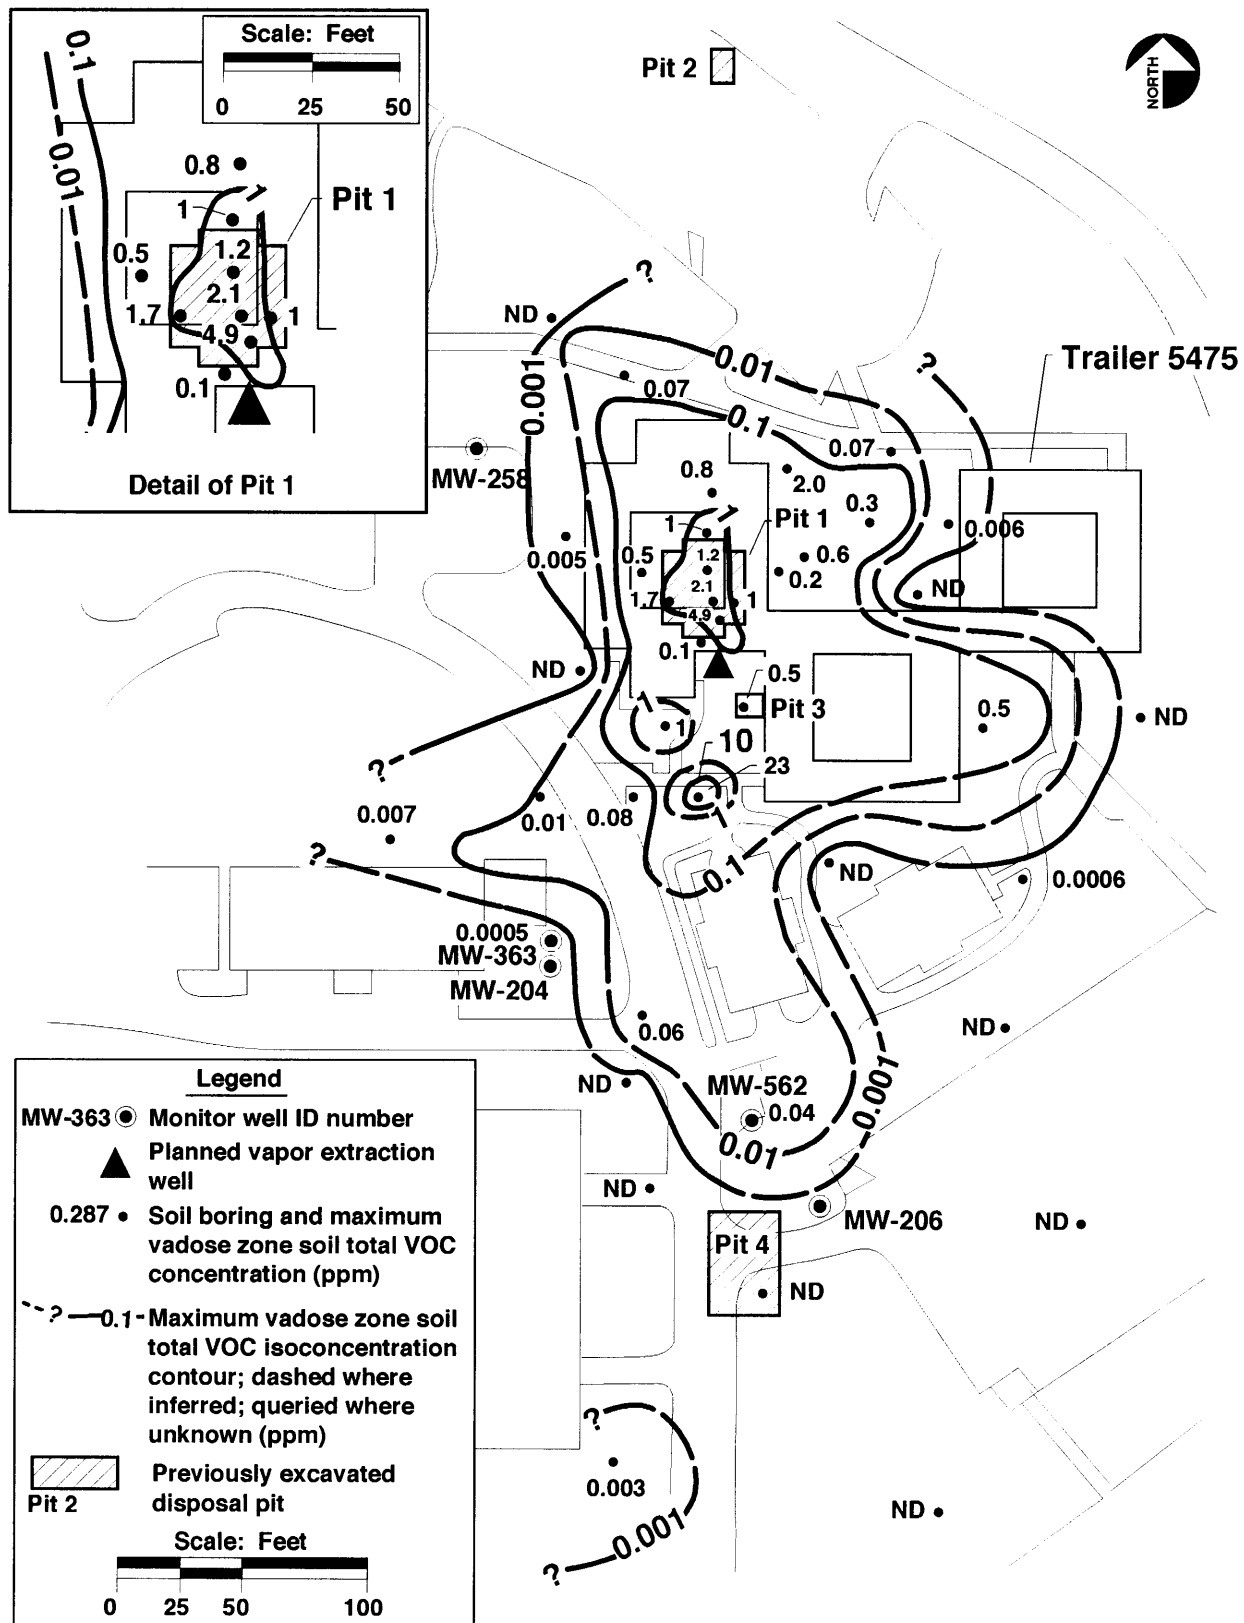 Scale: Feet
0 25 50
0.1
0.01
0.8
1
1
Pit 1
0.5
1.2
2.1
1.7
1
4.9
0.1
Detail of Pit 1
Pit 2
NORTH
?
ND
0.01
?
Trailer 5475
0.001
0.07
0.1
0.07
MW-258
0.8
2.0
0.3
1
1
Pit 1
0.006
0.005
0.5
1.2
0.6
0.2
2.1
ND
1.7
1
4.9
0.1
ND
0.5
1
1
Pit 3
0.5
ND
10
23
?
0.007
0.01
0.08
1
?
0.1
ND
0.0006
0.0005
MW-363
MW-204
0.06
ND
ND
MW-562
0.04
0.001
0.01
ND
MW-206
ND
Pit 4
ND
?
0.003
0.001
?
ND
Legend
MW-363 Monitor well ID number
Planned vapor extraction
well
0.287 Soil boring and maximum
vadose zone soil total VOC
concentration (ppm)
? 0.1 Maximum vadose zone soil
total VOC isoconcentration
contour; dashed where
inferred; queried where
unknown (ppm)
Previously excavated
Pit 2 disposal pit
Scale: Feet
0 25 50 100